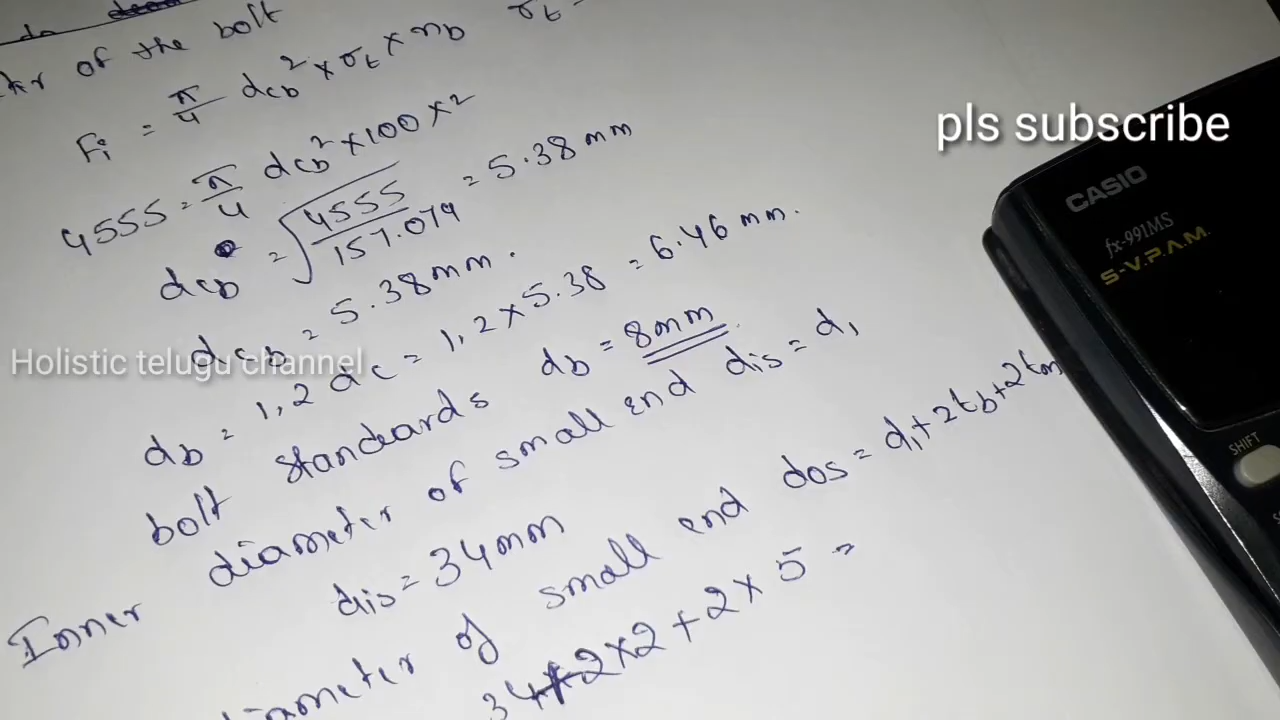 of the bolt
Fi = π/4 dcb² × σt × nb σt =
4555 = π/4 dcb² × 100 × 2
dcb = √4555/157.079 = 5.38 mm
dcb = 5.38 mm.
db = 1,2 dc = 1,2 × 5.38 = 6.46 mm.
bolt standards db = 8mm
Inner diameter of small end dis = d1
dis = 34mm
diameter of small end dos = d1 + 2tb + 2tm
34+2×2+2×5 =
pls subscribe
Holistic telugu channel
CASIO
fx-991MS
S-V.P.A.M.
SHIFT